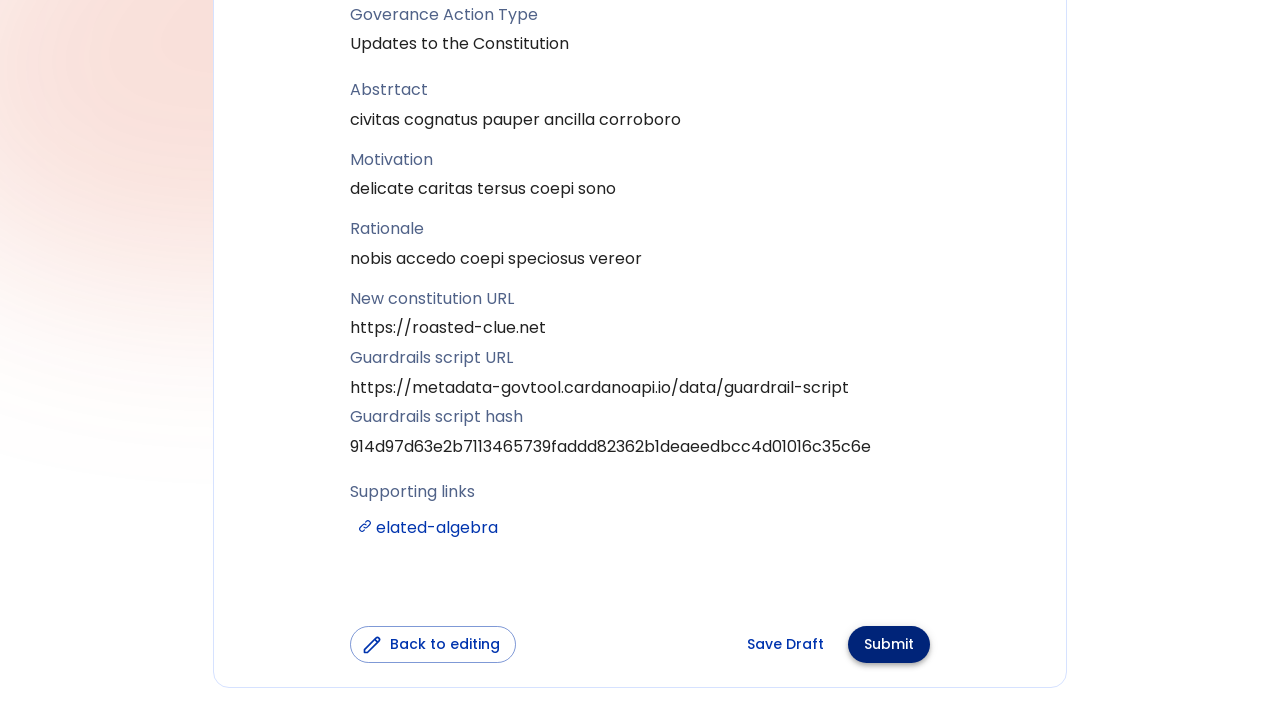 Goverance Action Type
Updates to the Constitution
Abstrtact
civitas cognatus pauper ancilla corroboro
Motivation
delicate caritas tersus coepi sono
Rationale
nobis accedo coepi speciosus vereor
New constitution URL
https://roasted-clue.net
Guardrails script URL
https://metadata-govtool.cardanoapi.io/data/guardrail-script
Guardrails script hash
914d97d63e2b7113465739faddd82362b1deaeedbcc4d01016c35c6e
Supporting links
elated-algebra
Back to editing
Save Draft
Submit